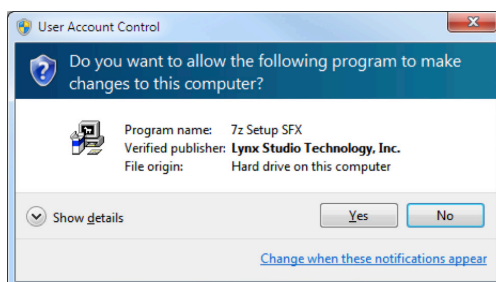 User Account Control
Do you want to allow the following program to make
changes to this computer?
Program name: 7z Setup SFX
Verified publisher: Lynx Studio Technology, Inc.
File origin: Hard drive on this computer
Show details
Yes
No
Change when these notifications appear